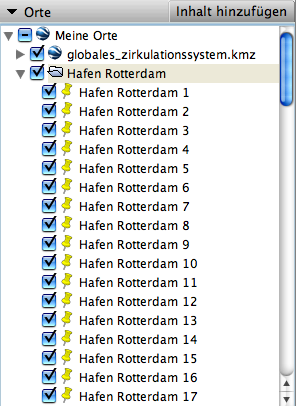 Orte
Inhalt hinzufügen
Meine Orte
globales_zirkulationssystem.kmz
Hafen Rotterdam
Hafen Rotterdam 1
Hafen Rotterdam 2
Hafen Rotterdam 3
Hafen Rotterdam 4
Hafen Rotterdam 5
Hafen Rotterdam 6
Hafen Rotterdam 7
Hafen Rotterdam 8
Hafen Rotterdam 9
Hafen Rotterdam 10
Hafen Rotterdam 11
Hafen Rotterdam 12
Hafen Rotterdam 13
Hafen Rotterdam 14
Hafen Rotterdam 15
Hafen Rotterdam 16
Hafen Rotterdam 17